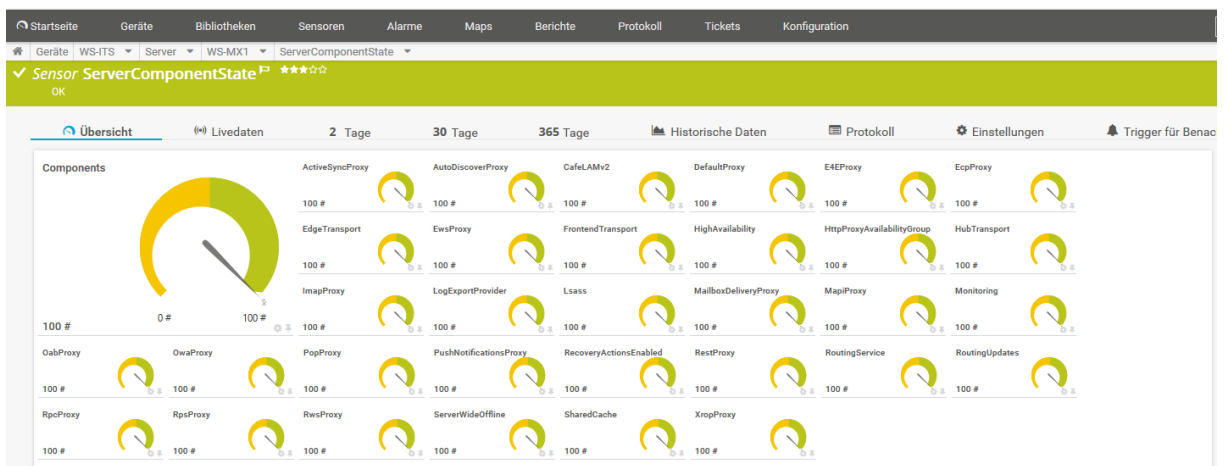 Startseite Geräte Bibliotheken Sensoren Alarme Maps Berichte Protokoll Tickets Konfiguration
Geräte WS-ITS Server WS-MX1 ServerComponentState
Sensor ServerComponentState
OK
Übersicht Livedaten 2 Tage 30 Tage 365 Tage Historische Daten Protokoll Einstellungen Trigger für Benac
Components ActiveSyncProxy AutoDiscoverProxy CafeLAMv2 DefaultProxy E4EProxy EcpProxy
100 # 100 # 100 # 100 # 100 # 100 #
EdgeTransport EwsProxy FrontendTransport HighAvailability HttpProxyAvailabilityGroup HubTransport
100 # 100 # 100 # 100 # 100 # 100 #
ImapProxy LogExportProvider Lsass MailboxDeliveryProxy MapiProxy Monitoring
0 # 100 #
100 # 100 # 100 # 100 # 100 # 100 # 100 #
OabProxy OwaProxy PopProxy PushNotificationsProxy RecoveryActionsEnabled RestProxy RoutingService RoutingUpdates
100 # 100 # 100 # 100 # 100 # 100 # 100 # 100 #
RpcProxy RpsProxy RwsProxy ServerWideOffline SharedCache XropProxy
100 # 100 # 100 # 100 # 100 # 100 #